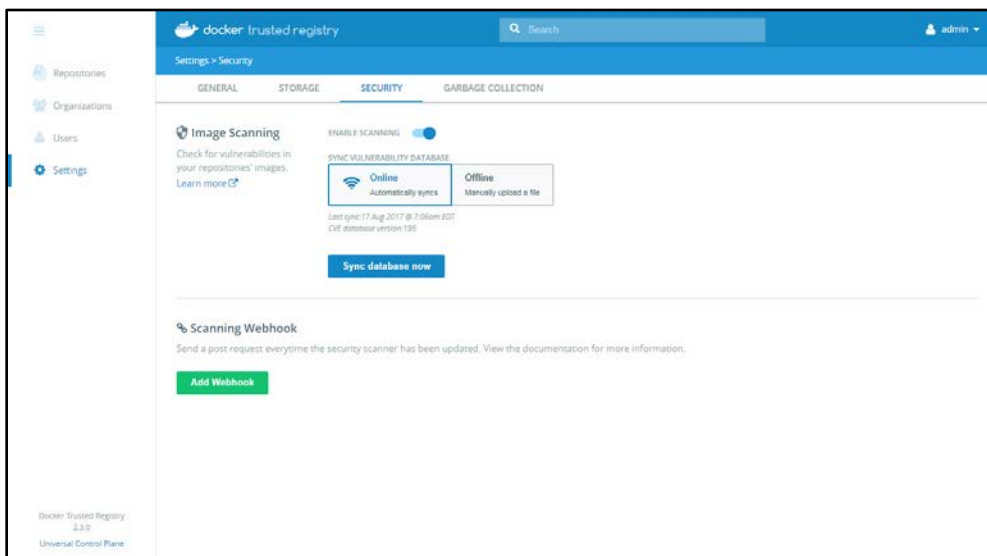 docker trusted registry
Search
admin
Settings > Security
Repositories
Organizations
Users
Settings
GENERAL STORAGE SECURITY GARBAGE COLLECTION
Image Scanning
Check for vulnerabilities in
your repositories' images.
Learn more
ENABLE SCANNING
SYNC VULNERABILITY DATABASE
Online
Automatically syncs
Offline
Manually upload a file
Last sync:17 Aug 2017 @ 7:06am EDT
CVE database version:195
Sync database now
Scanning Webhook
Send a post request everytime the security scanner has been updated. View the documentation for more information.
Add Webhook
Docker Trusted Registry
2.3.0
Universal Control Plane